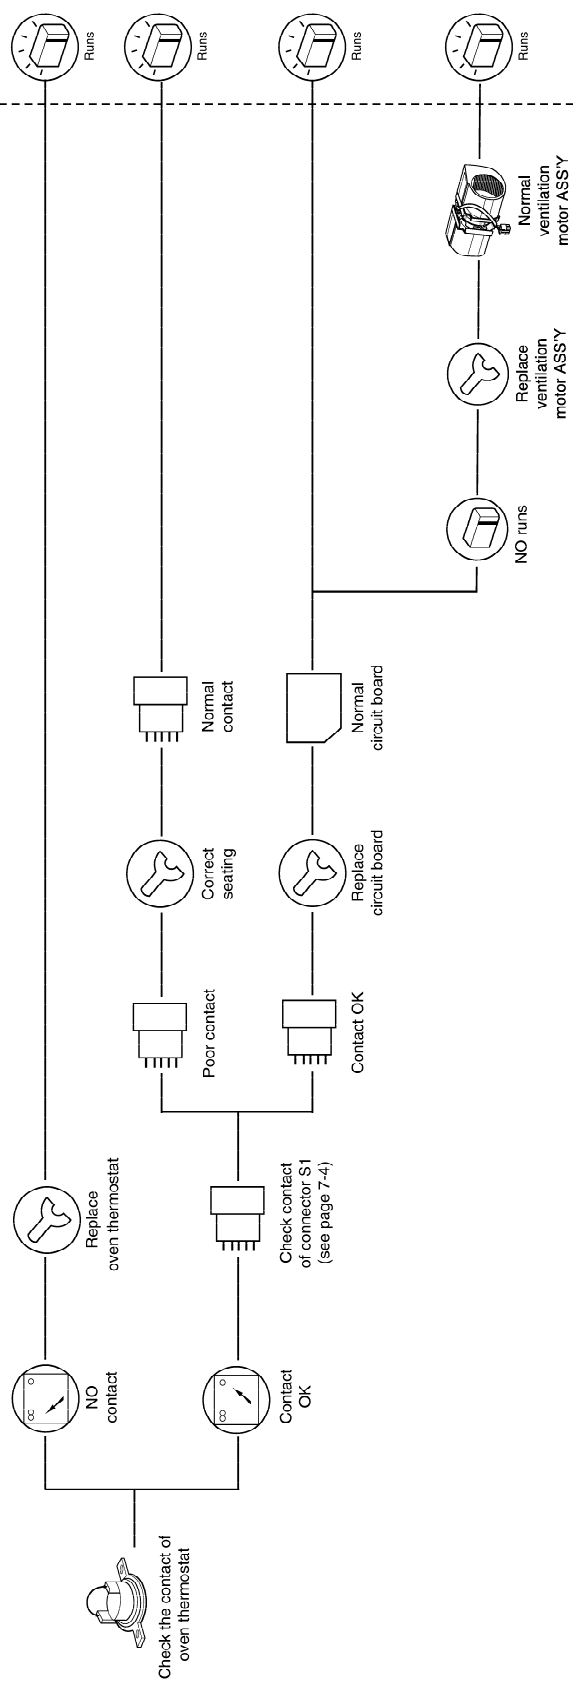 Check the contact of
oven thermostat
NO
contact
Replace
oven thermostat
Runs
Contact
OK
Check contact
of connector S1
(see page 7-4)
Poor contact
Correct
seating
Normal
contact
Runs
Contact OK
Replace
circuit board
Normal
circuit board
Runs
NO runs
Replace
ventilation
motor ASS'Y
Normal
ventilation
motor ASS'Y
Runs